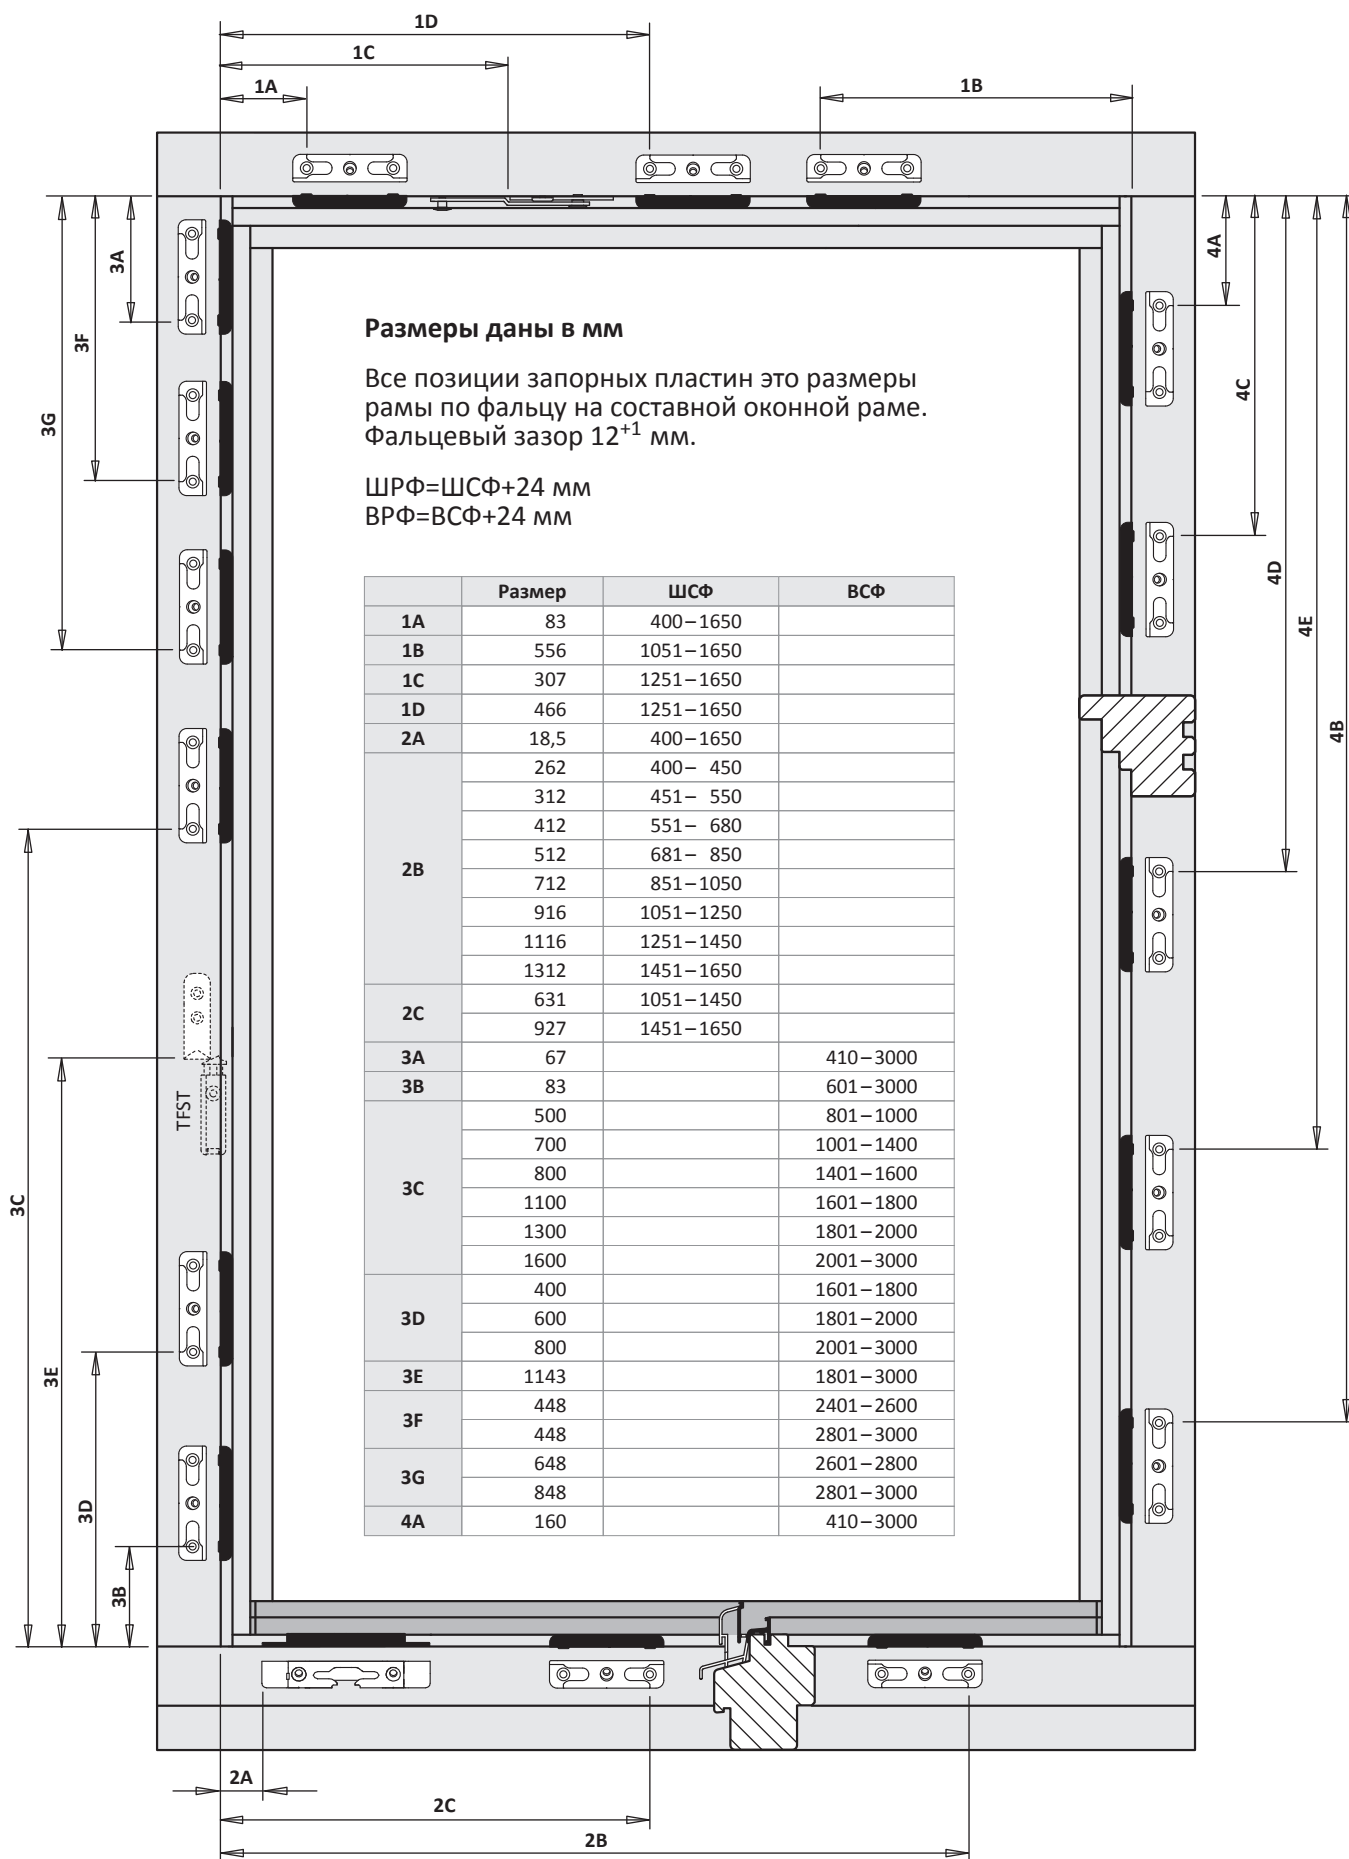 1D
1C
1A
1B
3A
3F
3G
4A
4C
4D
4E
4B
Размеры даны в мм
Все позиции запорных пластин это размеры
рамы по фальцу на составной оконной раме.
Фальцевый зазор 12⁺¹ мм.
ШРФ=ШСФ+24 мм
ВРФ=ВСФ+24 мм
Размер ШСФ ВСФ
1A 83 400–1650
1B 556 1051–1650
1C 307 1251–1650
1D 466 1251–1650
2A 18,5 400–1650
2B 262 400– 450
312 451– 550
412 551– 680
512 681– 850
712 851–1050
916 1051–1250
1116 1251–1450
1312 1451–1650
2C 631 1051–1450
927 1451–1650
3A 67 410–3000
3B 83 601–3000
3C 500 801–1000
700 1001–1400
800 1401–1600
1100 1601–1800
1300 1801–2000
1600 2001–3000
3D 400 1601–1800
600 1801–2000
800 2001–3000
3E 1143 1801–3000
3F 448 2401–2600
448 2801–3000
3G 648 2601–2800
848 2801–3000
4A 160 410–3000
TFST
3C
3E
3D
3B
2A
2C
2B